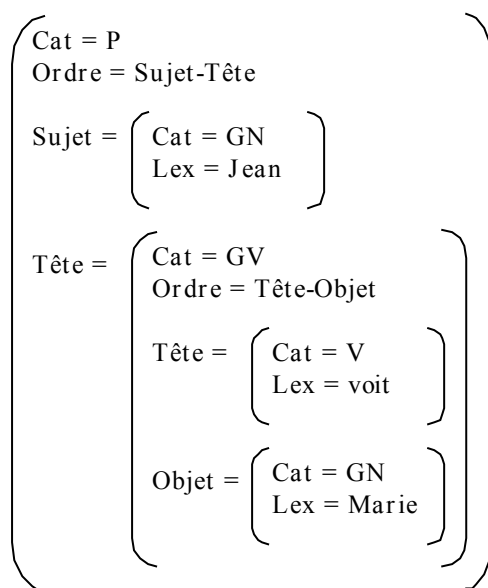 Cat = P
Ordre = Sujet-Tête
Sujet =
Cat = GN
Lex = Jean
Tête =
Cat = GV
Ordre = Tête-Objet
Tête =
Cat = V
Lex = voit
Objet =
Cat = GN
Lex = Marie